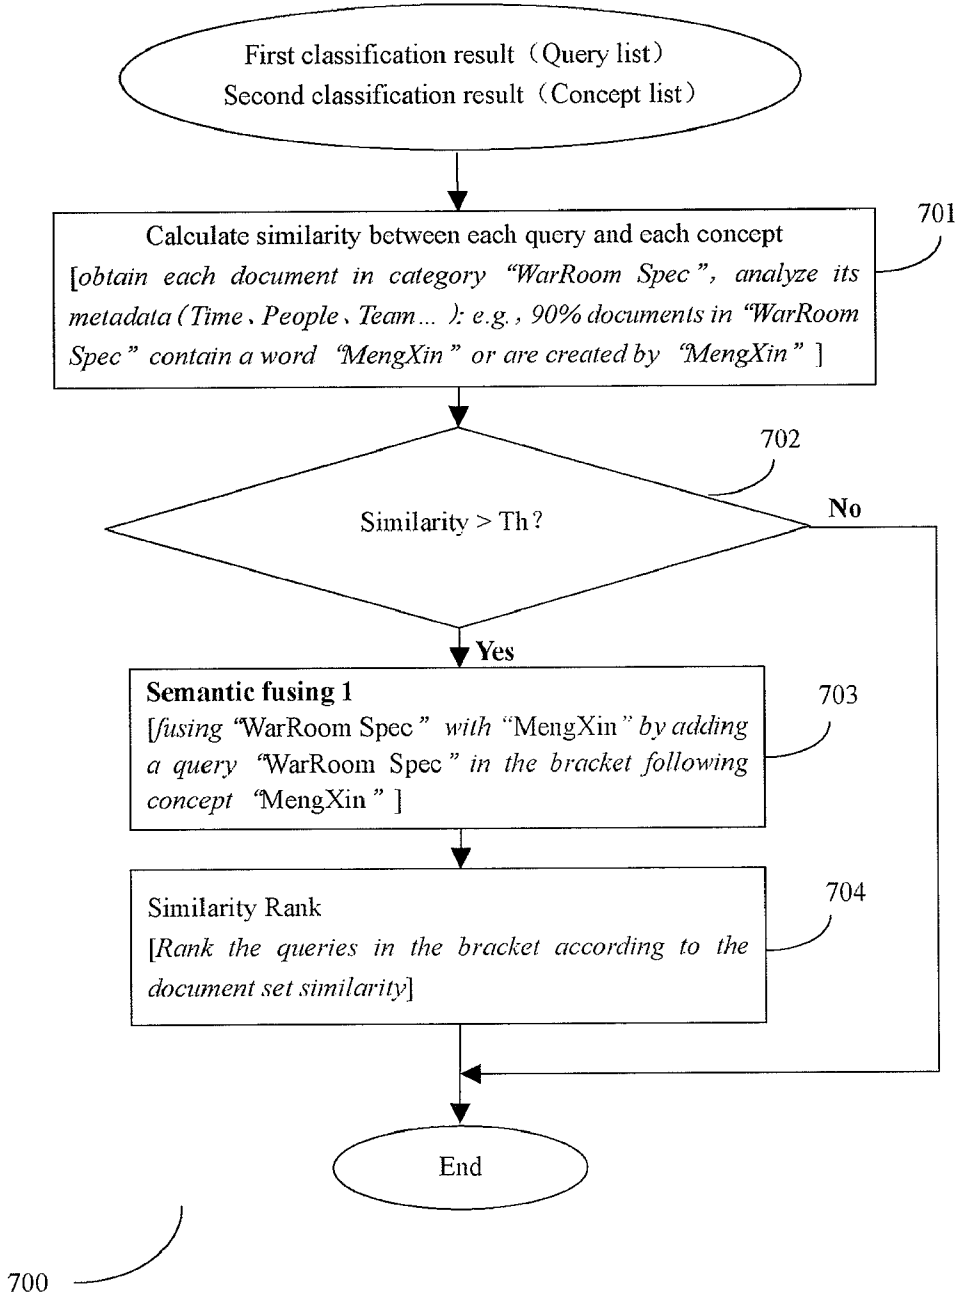 First classification result（Query list）
Second classification result（Concept list）
701
Calculate similarity between each query and each concept
[obtain each document in category “WarRoom Spec”, analyze its
metadata（Time、People、Team…）: e.g., 90% documents in “WarRoom
Spec” contain a word “MengXin” or are created by “MengXin” ]
702
Similarity > Th？
No
Yes
Semantic fusing 1
[fusing “WarRoom Spec” with “MengXin” by adding
a query “WarRoom Spec” in the bracket following
concept “MengXin” ]
703
Similarity Rank
[Rank the queries in the bracket according to the
document set similarity]
704
End
700